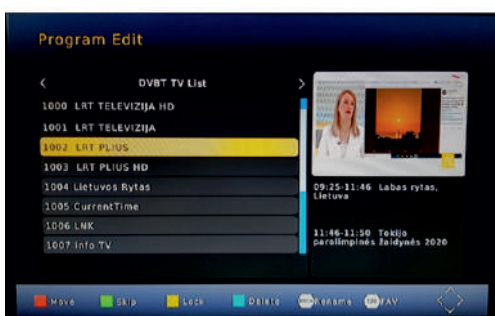 Program Edit
DVBT TV List
1000 LRT TELEVIZIJA HD
1001 LRT TELEVIZIJA
1002 LRT PLIUS
1003 LRT PLIUS HD
1004 Lietuvos Rytas
1005 CurrentTime
1006 LNK
1007 Info TV
09:25-11:46 Labas rytas,
Lietuva
11:46-11:50 Tokijo
paralimpinės žaidynės 2020
Move Skip Lock Delete Rename FAV